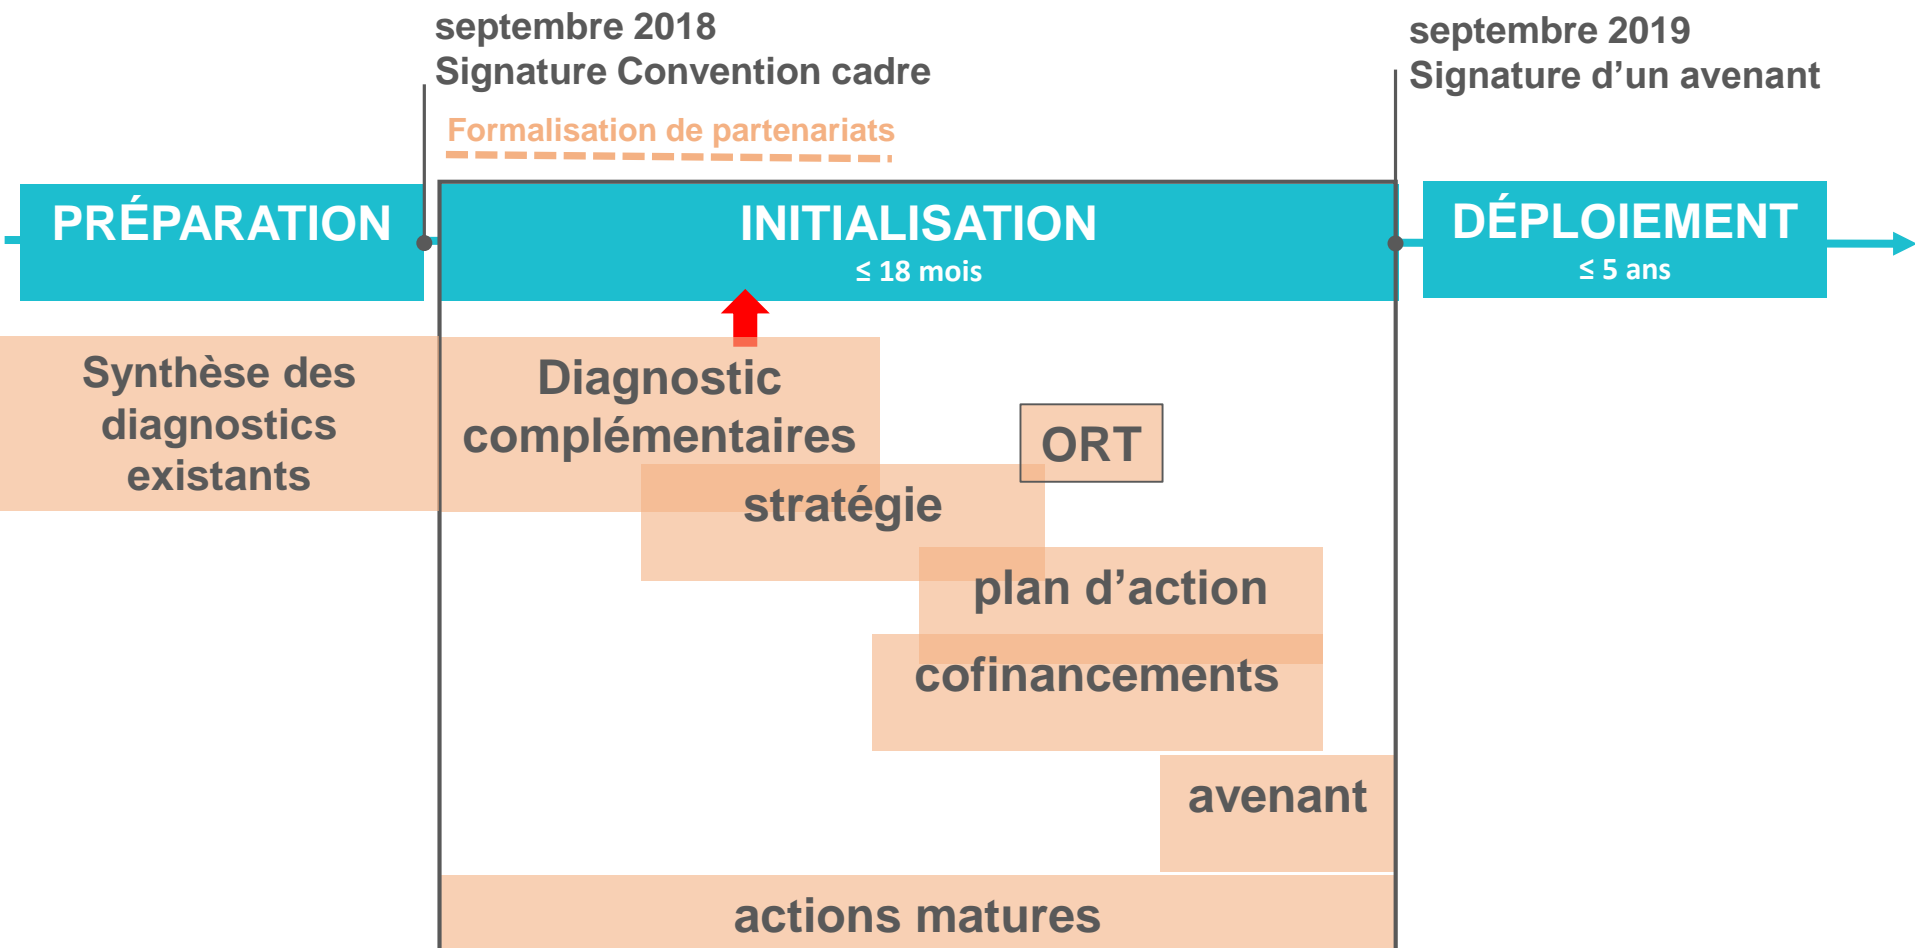 septembre 2018
Signature Convention cadre
septembre 2019
Signature d’un avenant
Formalisation de partenariats
PRÉPARATION
INITIALISATION
≤ 18 mois
DÉPLOIEMENT
≤ 5 ans
Synthèse des
diagnostics
existants
Diagnostic
complémentaires
ORT
stratégie
plan d’action
cofinancements
avenant
actions matures